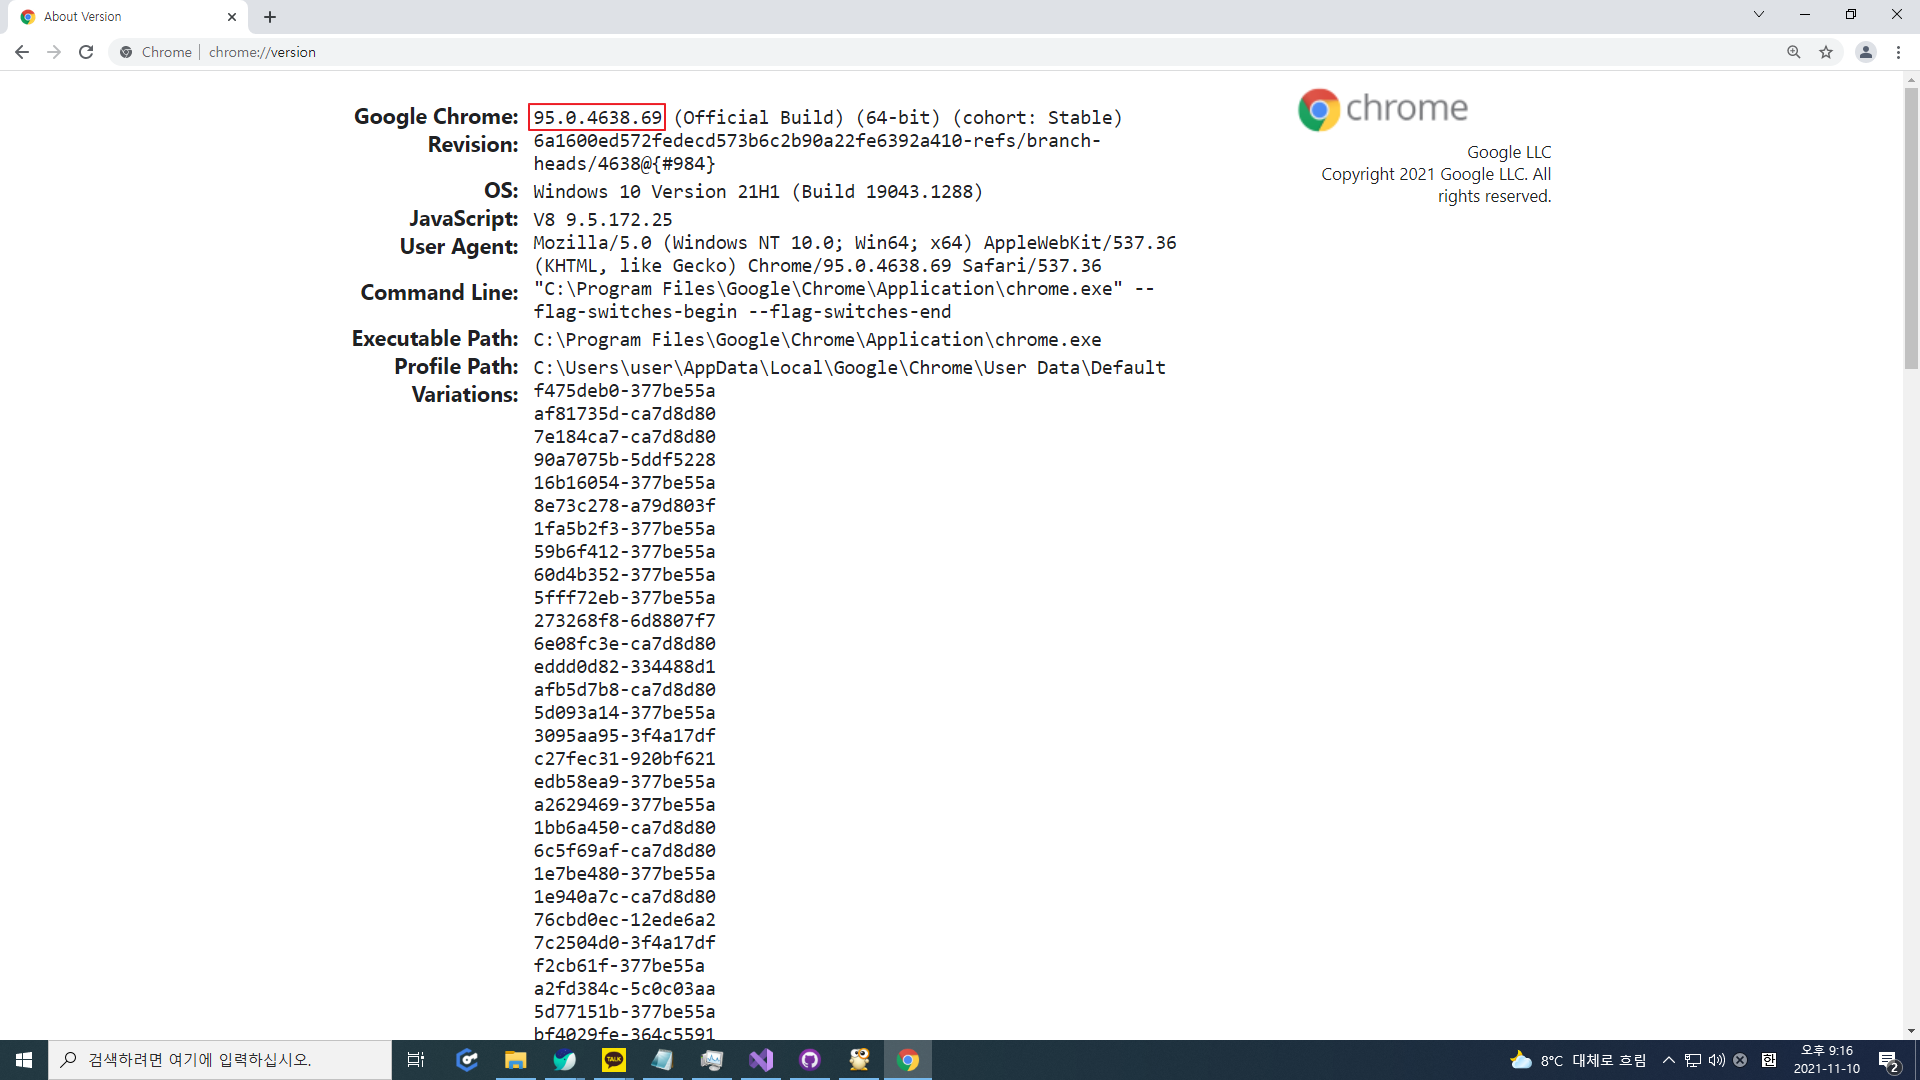 About Version
Chrome
chrome://version
Google Chrome: 95.0.4638.69 (Official Build) (64-bit) (cohort: Stable)
Revision: 6a1600ed572fedecd573b6c2b90a22fe6392a410-refs/branch-
heads/4638@{#984}
OS: Windows 10 Version 21H1 (Build 19043.1288)
JavaScript: V8 9.5.172.25
User Agent: Mozilla/5.0 (Windows NT 10.0; Win64; x64) AppleWebKit/537.36
(KHTML, like Gecko) Chrome/95.0.4638.69 Safari/537.36
Command Line: "C:\Program Files\Google\Chrome\Application\chrome.exe" --
flag-switches-begin --flag-switches-end
Executable Path: C:\Program Files\Google\Chrome\Application\chrome.exe
Profile Path: C:\Users\user\AppData\Local\Google\Chrome\User Data\Default
Variations: f475deb0-377be55a
af81735d-ca7d8d80
7e184ca7-ca7d8d80
90a7075b-5ddf5228
16b16054-377be55a
8e73c278-a79d803f
1fa5b2f3-377be55a
59b6f412-377be55a
60d4b352-377be55a
5fff72eb-377be55a
273268f8-6d8807f7
6e08fc3e-ca7d8d80
eddd0d82-334488d1
afb5d7b8-ca7d8d80
5d093a14-377be55a
3095aa95-3f4a17df
c27fec31-920bf621
edb58ea9-377be55a
a2629469-377be55a
1bb6a450-ca7d8d80
6c5f69af-ca7d8d80
1e7be480-377be55a
1e940a7c-ca7d8d80
76cbd0ec-12ede6a2
7c2504d0-3f4a17df
f2cb61f-377be55a
a2fd384c-5c0c03aa
5d77151b-377be55a
bf4029fe-364c5591
chrome
Google LLC
Copyright 2021 Google LLC. All
rights reserved.
검색하려면 여기에 입력하십시오.
TALK
8°C 대체로 흐림
한
오후 9:16
2021-11-10
2